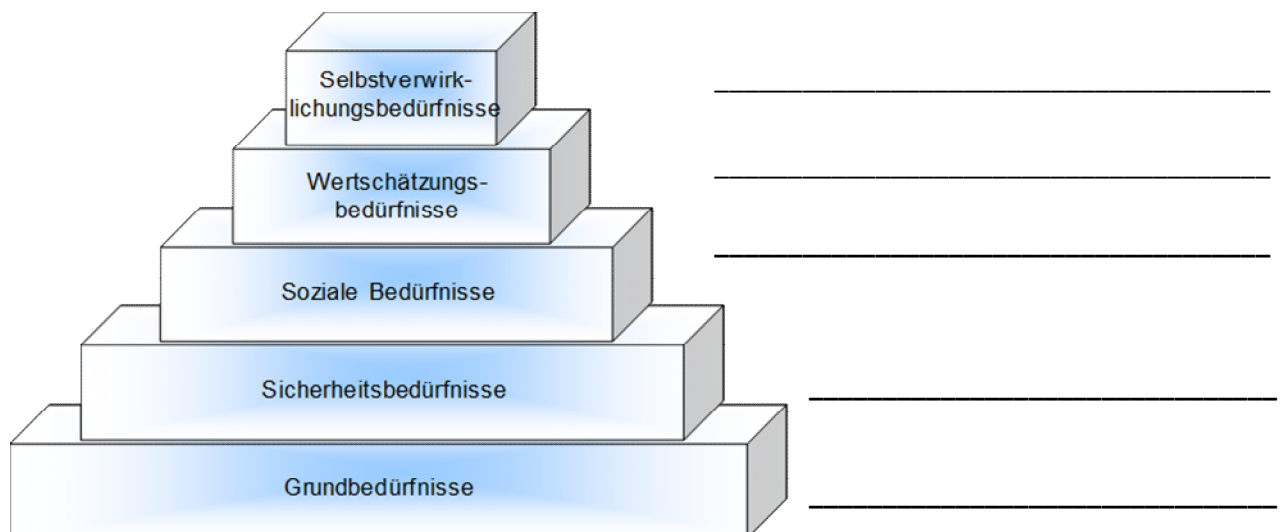 Selbstverwirk-
lichungsbedürfnisse
Wertschätzungs-
bedürfnisse
Soziale Bedürfnisse
Sicherheitsbedürfnisse
Grundbedürfnisse